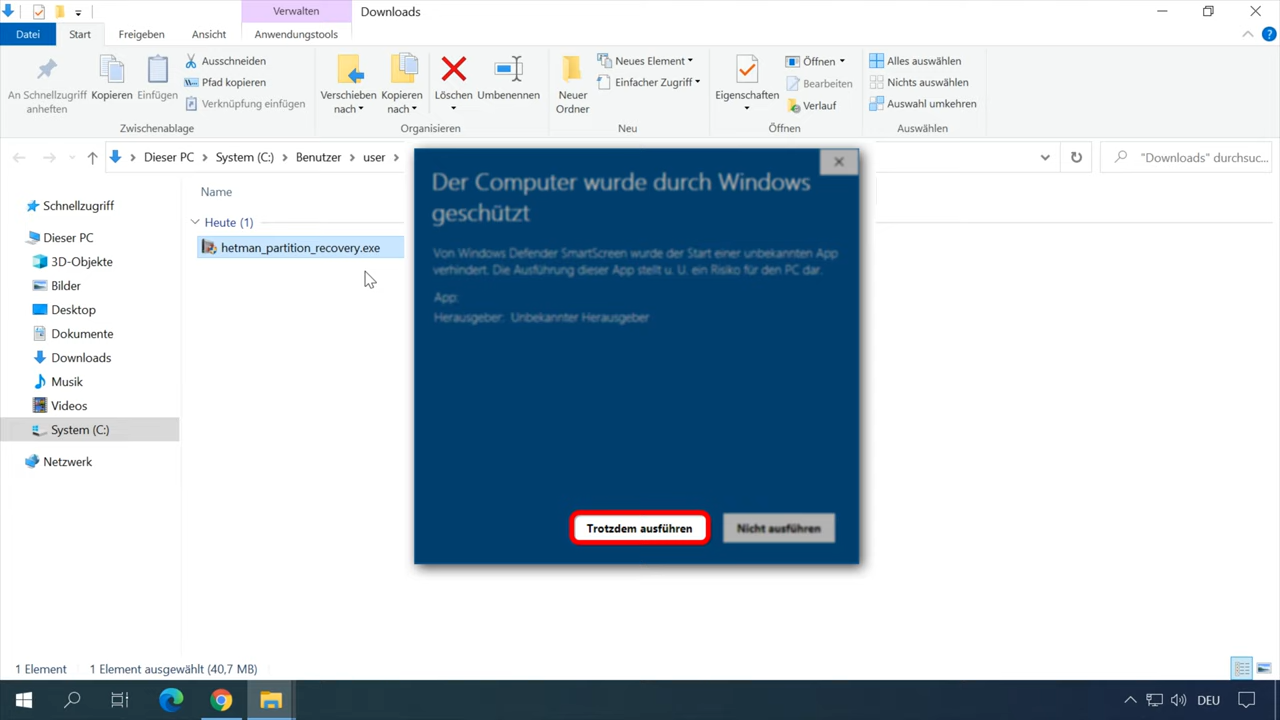 Verwalten
Downloads
Datei
Start
Freigeben
Ansicht
Anwendungstools
An Schnellzugriff
anheften
Kopieren
Einfügen
Ausschneiden
Pfad kopieren
Verknüpfung einfügen
Zwischenablage
Verschieben
nach
Kopieren
nach
Löschen
Umbenennen
Organisieren
Neuer
Ordner
Neues Element
Einfacher Zugriff
Neu
Eigenschaften
Öffnen
Bearbeiten
Verlauf
Öffnen
Alles auswählen
Nichts auswählen
Auswahl umkehren
Auswählen
Dieser PC
System (C:)
Benutzer
user
"Downloads" durchsuc...
Name
Schnellzugriff
Dieser PC
3D-Objekte
Bilder
Desktop
Dokumente
Downloads
Musik
Videos
System (C:)
Netzwerk
Heute (1)
hetman_partition_recovery.exe
Der Computer wurde durch Windows
geschützt
Von Windows Defender SmartScreen wurde der Start einer unbekannten App
verhindert. Die Ausführung dieser App stellt u. U. ein Risiko für den PC dar.
App:
Herausgeber: Unbekannter Herausgeber
Trotzdem ausführen
Nicht ausführen
1 Element
1 Element ausgewählt (40,7 MB)
DEU